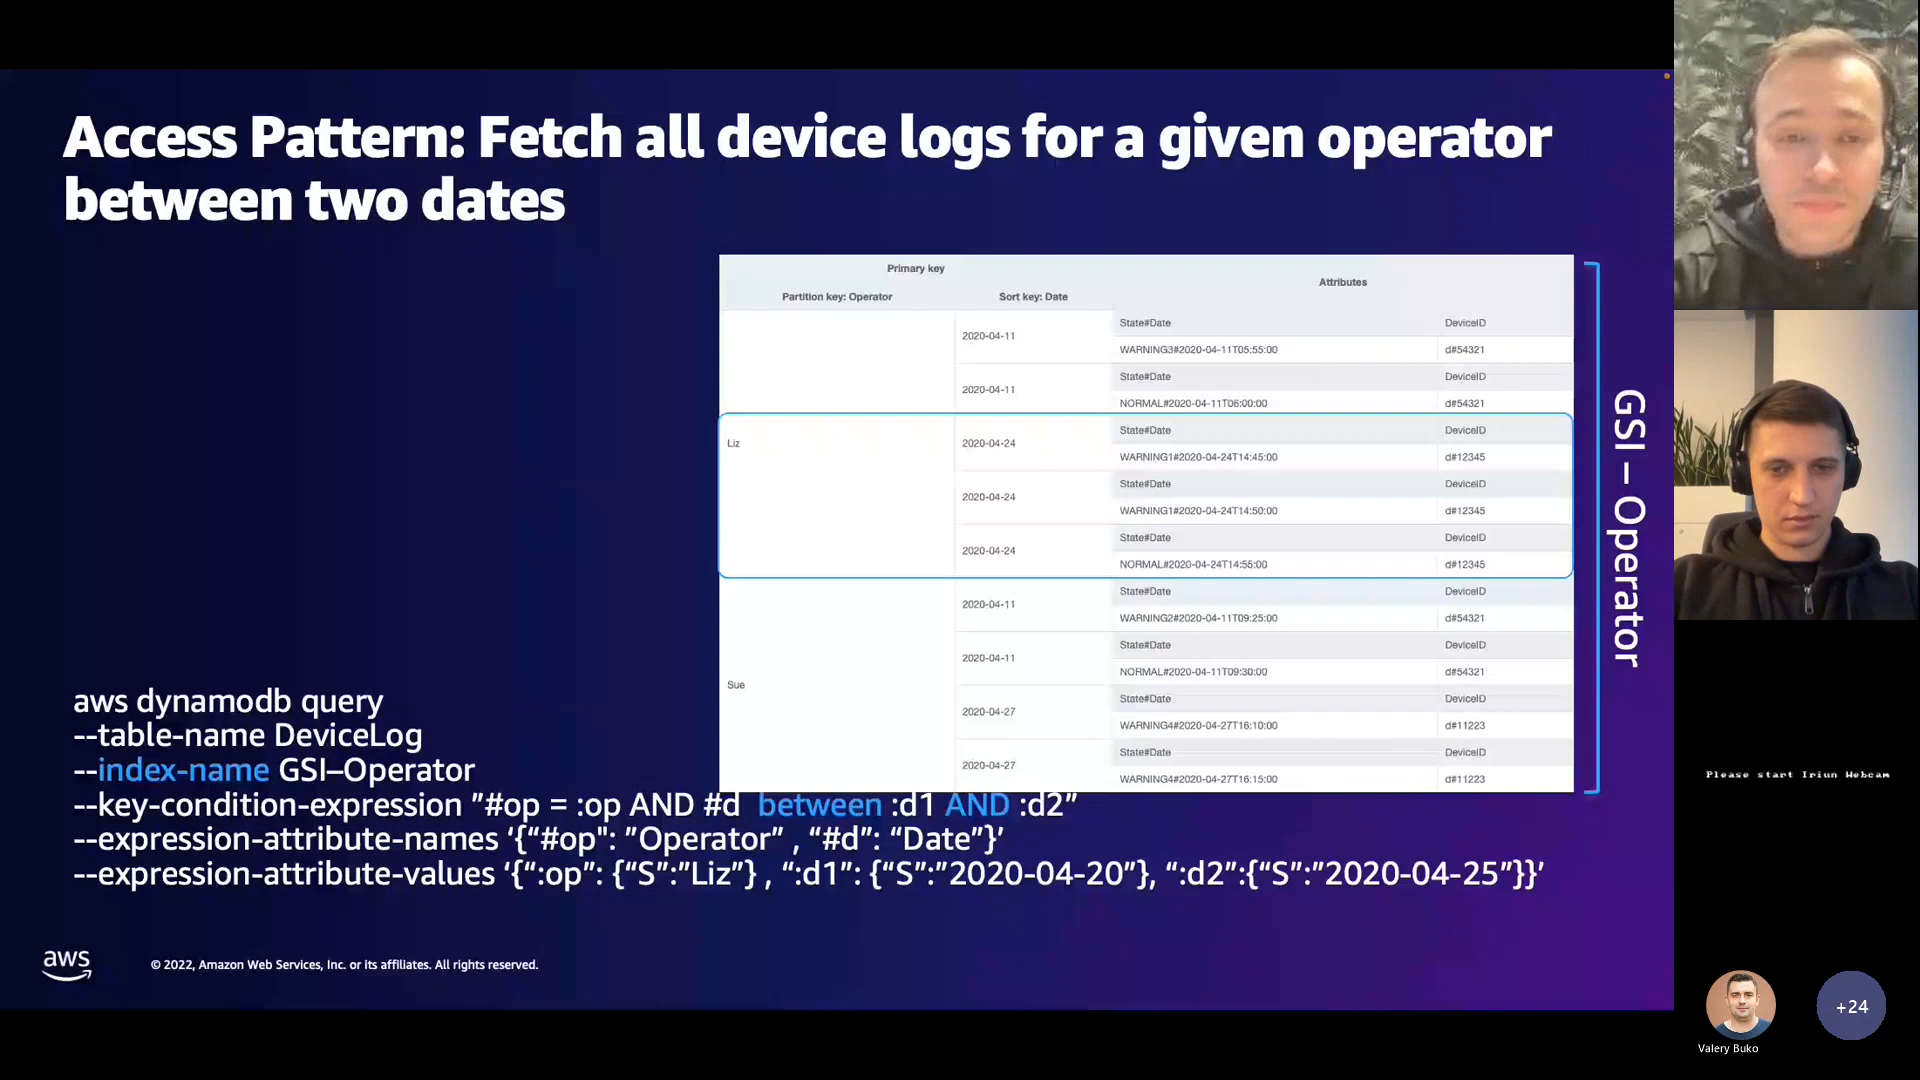 Access Pattern: Fetch all device logs for a given operator
between two dates
Primary key
Attributes
Partition key: Operator
Sort key: Date
2020-04-11
State#Date DeviceID
WARNING3#2020-04-11T05:55:00 d#54321
2020-04-11
State#Date DeviceID
NORMAL#2020-04-11T06:00:00 d#54321
Liz
2020-04-24
State#Date DeviceID
WARNING1#2020-04-24T14:45:00 d#12345
2020-04-24
State#Date DeviceID
WARNING1#2020-04-24T14:50:00 d#12345
2020-04-24
State#Date DeviceID
NORMAL#2020-04-24T14:55:00 d#12345
Sue
2020-04-11
State#Date DeviceID
WARNING2#2020-04-11T09:25:00 d#54321
2020-04-11
State#Date DeviceID
NORMAL#2020-04-11T09:30:00 d#54321
2020-04-27
State#Date DeviceID
WARNING4#2020-04-27T16:10:00 d#11223
2020-04-27
State#Date DeviceID
WARNING4#2020-04-27T16:15:00 d#11223
GSI – Operator
aws dynamodb query
--table-name DeviceLog
--index-name GSI–Operator
--key-condition-expression ”#op = :op AND #d between :d1 AND :d2”
--expression-attribute-names ‘{“#op": ”Operator” , “#d”: “Date”}’
--expression-attribute-values ‘{“:op”: {“S”:”Liz”} , “:d1”: {“S”:”2020-04-20”}, “:d2”:{“S”:”2020-04-25”}}’
aws
© 2022, Amazon Web Services, Inc. or its affiliates. All rights reserved.
Please start Iriun Webcam
+24
Valery Buko